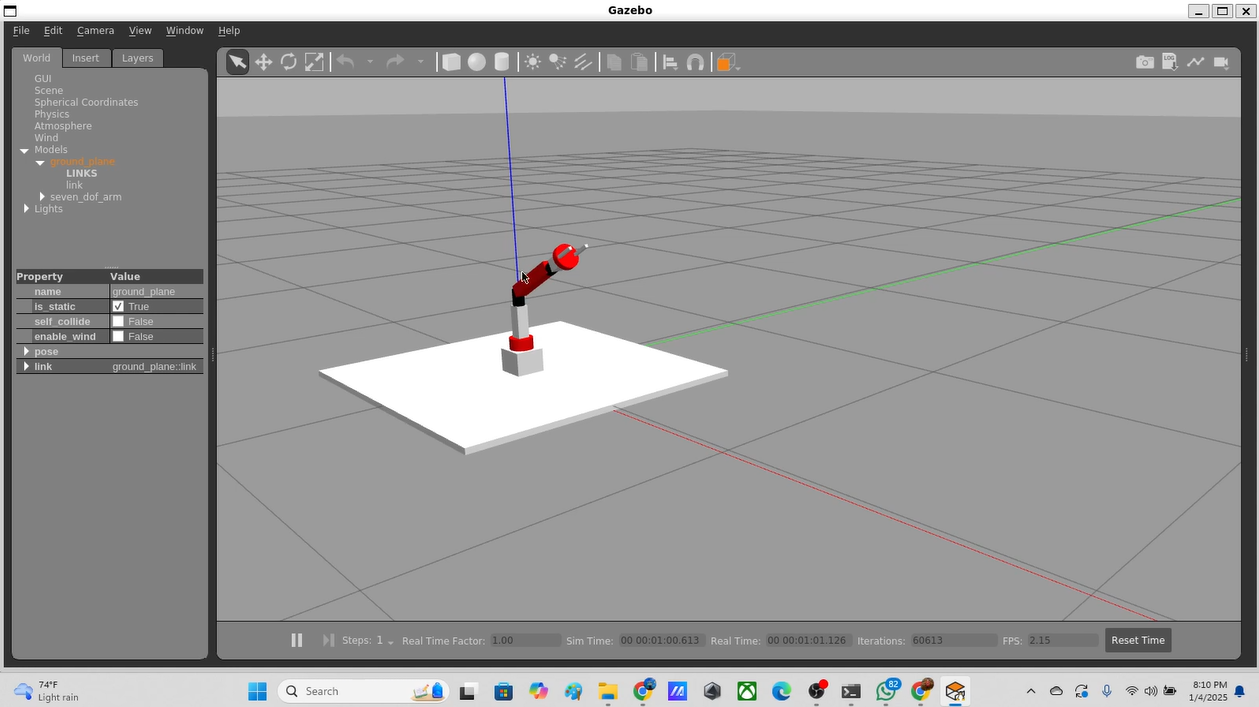 Gazebo
File Edit Camera View Window Help
World Insert Layers
GUI
Scene
Spherical Coordinates
Physics
Atmosphere
Wind
Models
ground_plane
LINKS
link
seven_dof_arm
Lights
Property Value
name ground_plane
is_static True
self_collide False
enable_wind False
pose
link ground_plane::link
LOG
Steps: 1 Real Time Factor: 1.00 Sim Time: 00 00:01:00.613 Real Time: 00 00:01:01.126 Iterations: 60613 FPS: 2.15 Reset Time
74°F
Light rain
Search
82
8:10 PM
1/4/2025